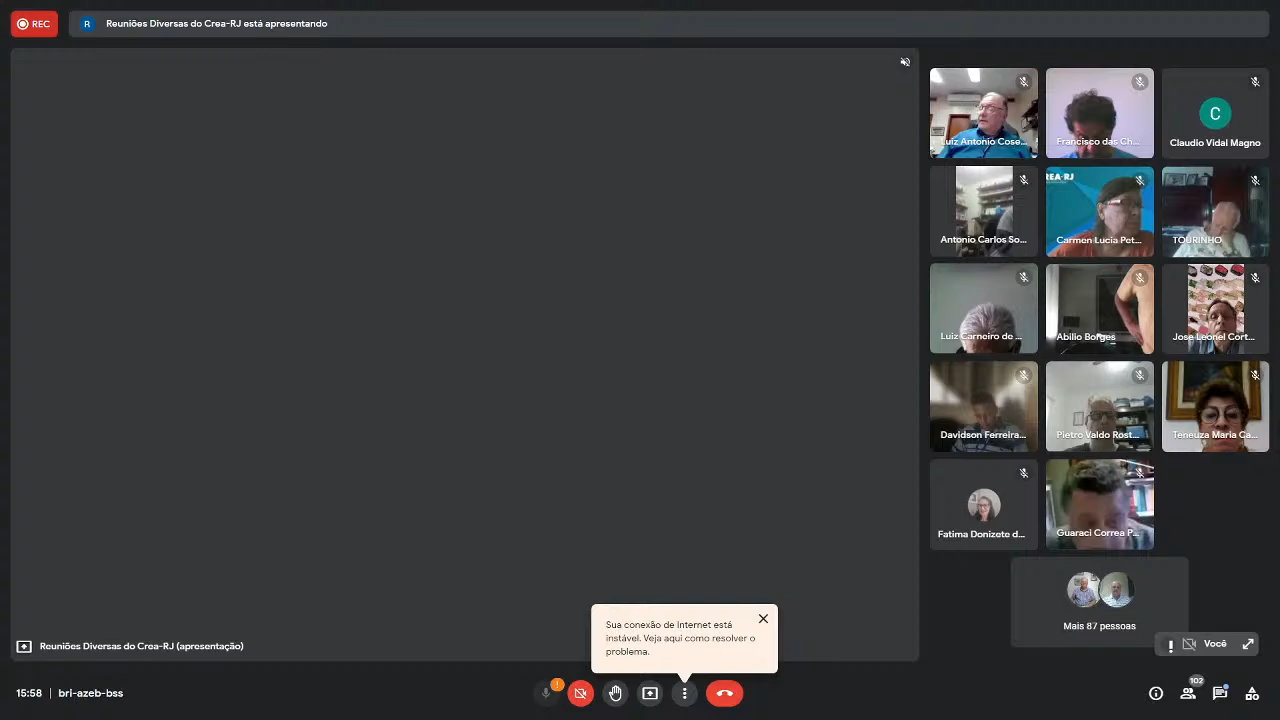 REC
R
Reuniões Diversas do Crea-RJ está apresentando
Luiz Antonio Cose...
Francisco das Ch...
C
Claudio Vidal Magno
Antonio Carlos So...
CREA-RJ
Carmen Lucia Pet...
TOURINHO
Luiz Carneiro de ...
Abilio Borges
Jose Leonel Cort...
Davidson Ferreira...
Pietro Valdo Rost...
Teneuza Maria Ca...
Fatima Donizete d...
Guaraci Correa P...
Mais 87 pessoas
Você
Sua conexão de Internet está
instável. Veja aqui como resolver o
problema.
Reuniões Diversas do Crea-RJ (apresentação)
15:58 | bri-azeb-bss
102